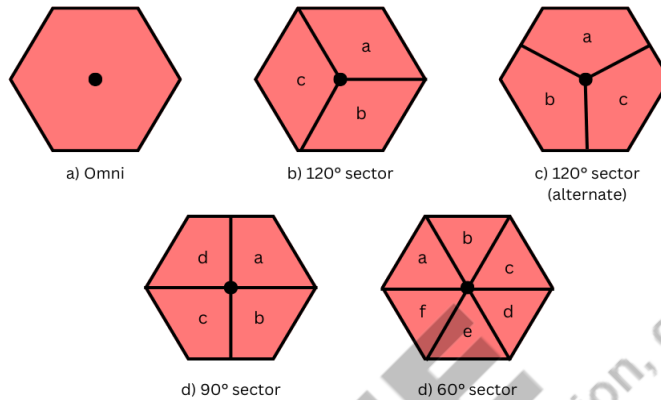 a
c
b
a
b
c
a) Omni
b) 120° sector
c) 120° sector
(alternate)
d
a
c
b
b
a
c
f
d
e
d) 90° sector
d) 60° sector